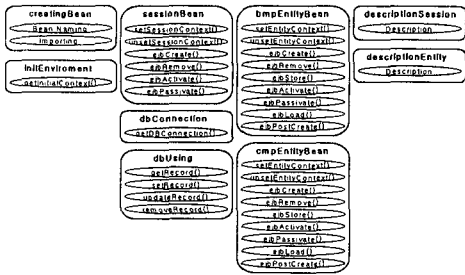 creatingBean
Bean Naming
Importing
initEnviroment
getInitialContext()
sessionBean
setSessionContext()
unsetSessionContext()
ejbCreate()
ejbRemove()
ejbActivate()
ejbPassivate()
dbConnection
getDBConnection()
dbUsing
getRecord()
setRecord()
updateRecord()
removeRecord()
bmpEntityBean
setEntityContext()
unsetEntityContext()
ejbCreate()
ejbRemove()
ejbStore()
ejbActivate()
ejbPassivate()
ejbLoad()
ejbPostCreate()
cmpEntityBean
setEntityContext()
unsetEntityContext()
ejbCreate()
ejbRemove()
ejbStore()
ejbActivate()
ejbPassivate()
ejbLoad()
ejbPostCreate()
descriptionSession
Description
descriptionEntity
Description